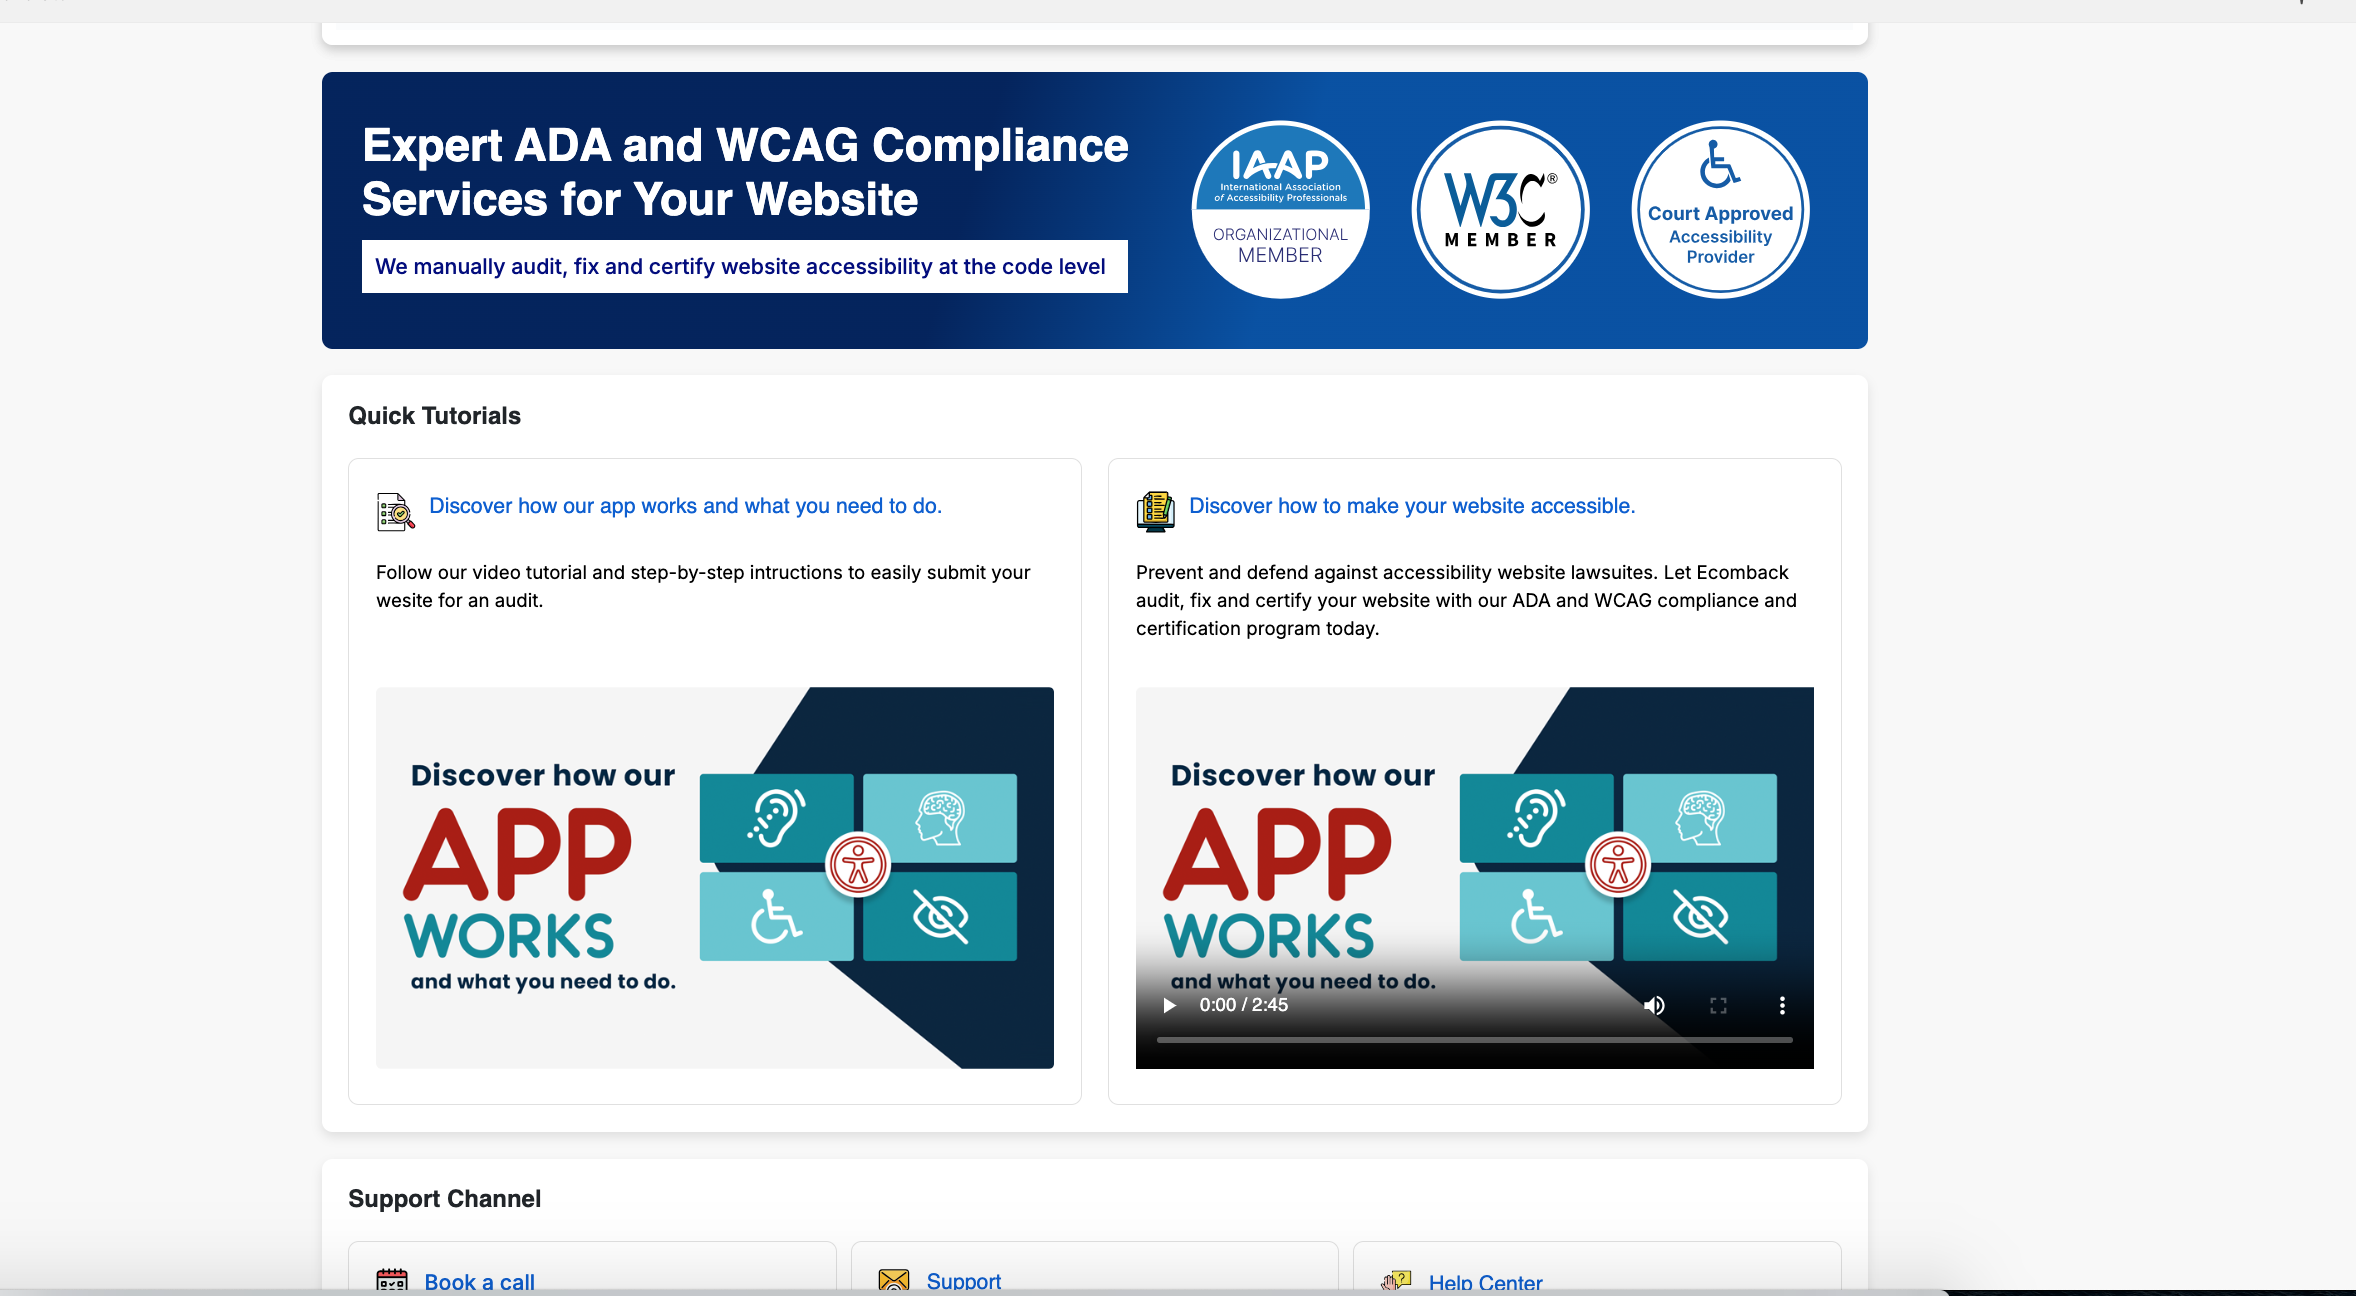 Expert ADA and WCAG Compliance
Services for Your Website
We manually audit, fix and certify website accessibility at the code level
IAAP
International Association
of Accessibility Professionals
ORGANIZATIONAL
MEMBER
W3C®
MEMBER
Court Approved
Accessibility
Provider
Quick Tutorials
Discover how our app works and what you need to do.
Follow our video tutorial and step-by-step intructions to easily submit your
wesite for an audit.
Discover how our
APP
WORKS
and what you need to do.
Discover how to make your website accessible.
Prevent and defend against accessibility website lawsuites. Let Ecomback
audit, fix and certify your website with our ADA and WCAG compliance and
certification program today.
Discover how our
APP
WORKS
and what you need to do.
0:00 / 2:45
Support Channel
Book a call
Support
Help Center